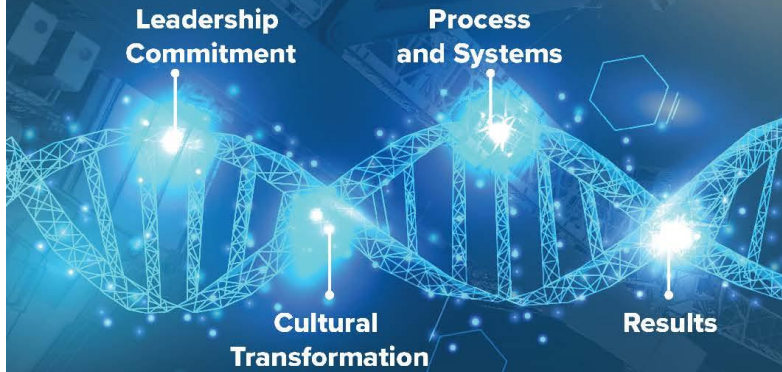 Leadership
Commitment
Process
and Systems
Cultural
Transformation
Results